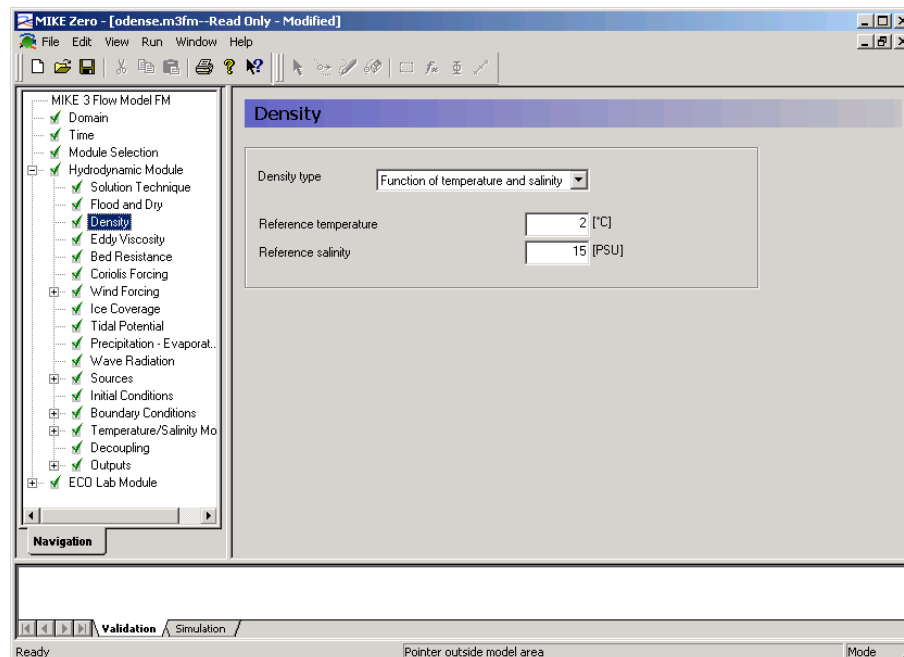 MIKE Zero - [odense.m3fm--Read Only - Modified]
File Edit View Run Window Help
MIKE 3 Flow Model FM
Domain
Time
Module Selection
Hydrodynamic Module
Solution Technique
Flood and Dry
Density
Eddy Viscosity
Bed Resistance
Coriolis Forcing
Wind Forcing
Ice Coverage
Tidal Potential
Precipitation - Evaporat..
Wave Radiation
Sources
Initial Conditions
Boundary Conditions
Temperature/Salinity Mo
Decoupling
Outputs
ECO Lab Module
Navigation
Density
Density type Function of temperature and salinity
Reference temperature 2 [°C]
Reference salinity 15 [PSU]
Validation Simulation
Ready Pointer outside model area Mode